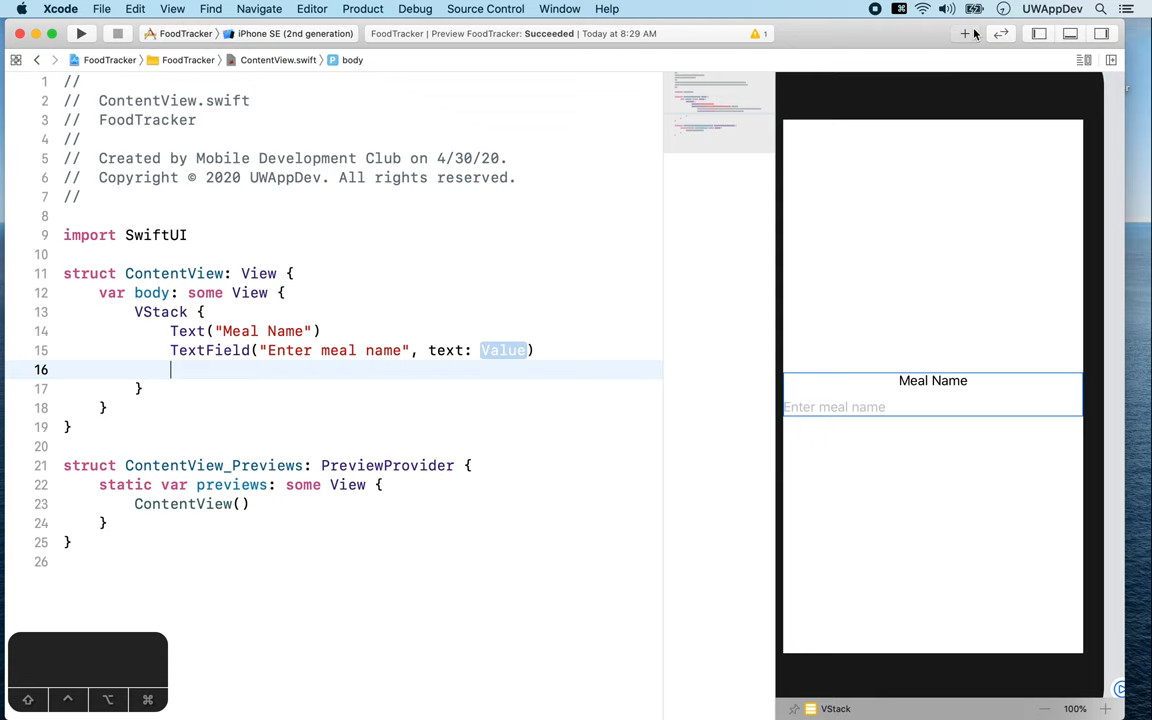 Xcode File Edit View Find Navigate Editor Product Debug Source Control Window Help UWAppDev
FoodTracker iPhone SE (2nd generation) FoodTracker | Preview FoodTracker: Succeeded | Today at 8:29 AM 1
FoodTracker FoodTracker ContentView.swift P body
1 //
2 // ContentView.swift
3 // FoodTracker
4 //
5 // Created by Mobile Development Club on 4/30/20.
6 // Copyright © 2020 UWAppDev. All rights reserved.
7 //
8
9 import SwiftUI
10
11 struct ContentView: View {
12 var body: some View {
13 VStack {
14 Text("Meal Name")
15 TextField("Enter meal name", text: Value)
16
17 }
18 }
19 }
20
21 struct ContentView_Previews: PreviewProvider {
22 static var previews: some View {
23 ContentView()
24 }
25 }
26
Meal Name
Enter meal name
VStack 100%